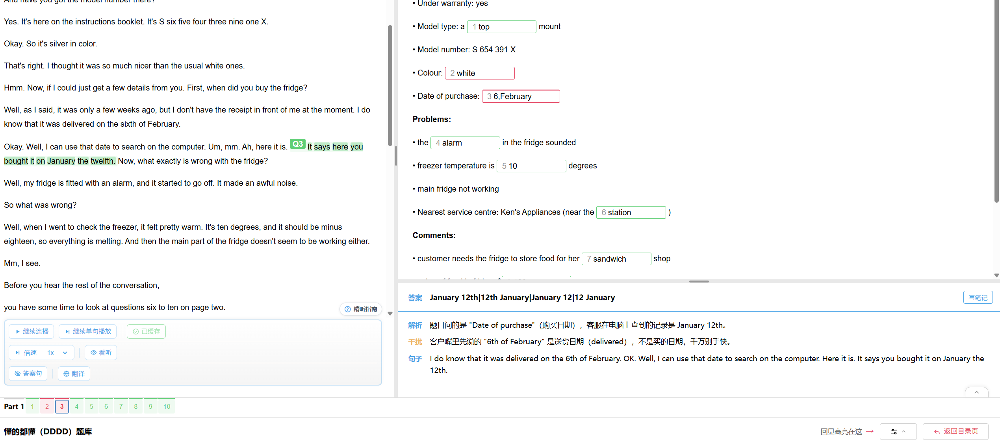 And have you got the model number there?
Yes. It's here on the instructions booklet. It's S six five four three nine one X.
Okay. So it's silver in color.
That's right. I thought it was so much nicer than the usual white ones.
Hmm. Now, if I could just get a few details from you. First, when did you buy the fridge?
Well, as I said, it was only a few weeks ago, but I don't have the receipt in front of me at the moment. I do
know that it was delivered on the sixth of February.
Okay. Well, I can use that date to search on the computer. Um, mm. Ah, here it is. Q3 It says here you
bought it on January the twelfth. Now, what exactly is wrong with the fridge?
Well, my fridge is fitted with an alarm, and it started to go off. It made an awful noise.
So what was wrong?
Well, when I went to check the freezer, it felt pretty warm. It's ten degrees, and it should be minus
eighteen, so everything is melting. And then the main part of the fridge doesn't seem to be working either.
Mm, I see.
Before you hear the rest of the conversation,
you have some time to look at questions six to ten on page two.
精听指南
继续连播 继续单句播放 已缓存
倍速 1x 看听
答案句 翻译
• Under warranty: yes
• Model type: a 1 top mount
• Model number: S 654 391 X
• Colour: 2 white
• Date of purchase: 3 6,February
Problems:
• the 4 alarm in the fridge sounded
• freezer temperature is 5 10 degrees
• main fridge not working
• Nearest service centre: Ken's Appliances (near the 6 station )
Comments:
• customer needs the fridge to store food for her 7 sandwich shop
答案 January 12th|12th January|January 12|12 January 写笔记
解析 题目问的是 "Date of purchase"（购买日期），客服在电脑上查到的记录是 January 12th。
干扰 客户嘴里先说的 "6th of February" 是送货日期（delivered），不是买的日期，千万别手快。
句子 I do know that it was delivered on the 6th of February. OK. Well, I can use that date to search on the computer. Here it is. It says you bought it on January the
12th.
Part 1 1 2 3 4 5 6 7 8 9 10
懂的都懂（DDDD）题库 回显高亮在这 → 返回目录页